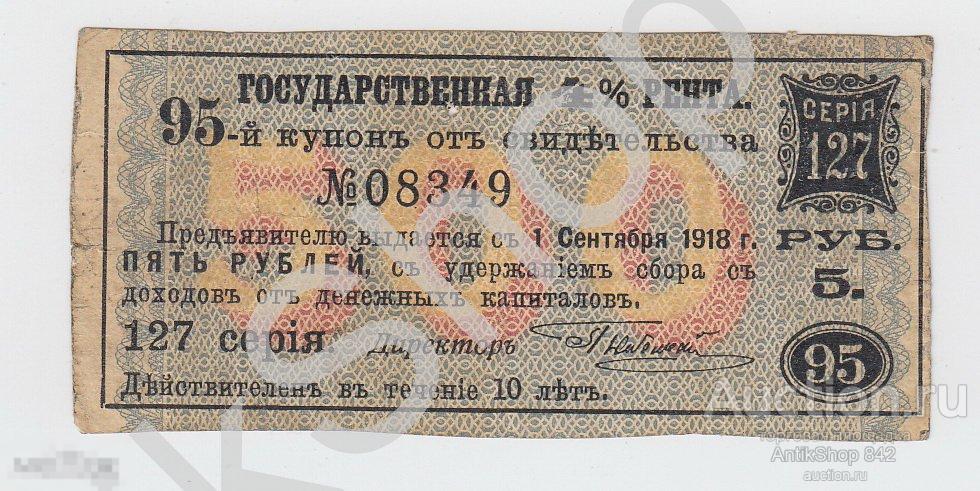 ГОСУДАРСТВЕННАЯ 4% РЕНТА.
95-й купонъ отъ свидѣтельства
№08349
СЕРІЯ
127
Предъявителю выдается съ 1 Сентября 1918 г.
ПЯТЬ РУБЛЕЙ, съ удержаніемъ сбора съ
доходовъ отъ денежныхъ капиталовъ.
РУБ.
5.
127 серія. Директоръ
95
Дѣйствителенъ въ теченіе 10 лѣтъ.
500
Auction.ru
AntikShop 842
auction.ru